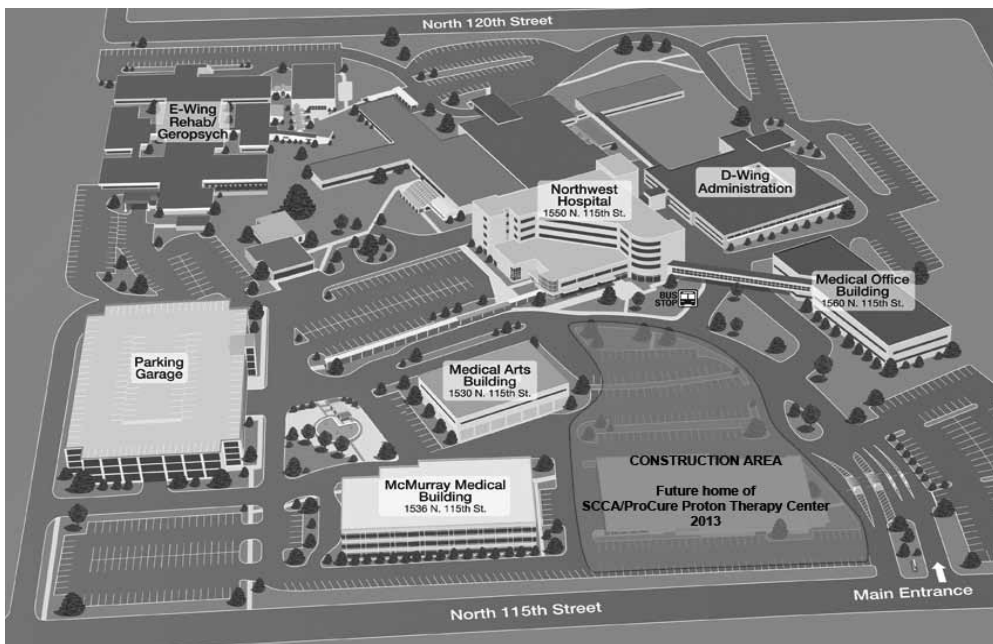 North 120th Street
E-Wing
Rehab/
Geropsych
Northwest
Hospital
1550 N. 115th St.
D-Wing
Administration
BUS
STOP
Medical Office
Building
1560 N. 115th St.
Parking
Garage
Medical Arts
Building
1530 N. 115th St.
McMurray Medical
Building
1536 N. 115th St.
CONSTRUCTION AREA
Future home of
SCCA/ProCure Proton Therapy Center
2013
Main Entrance
North 115th Street